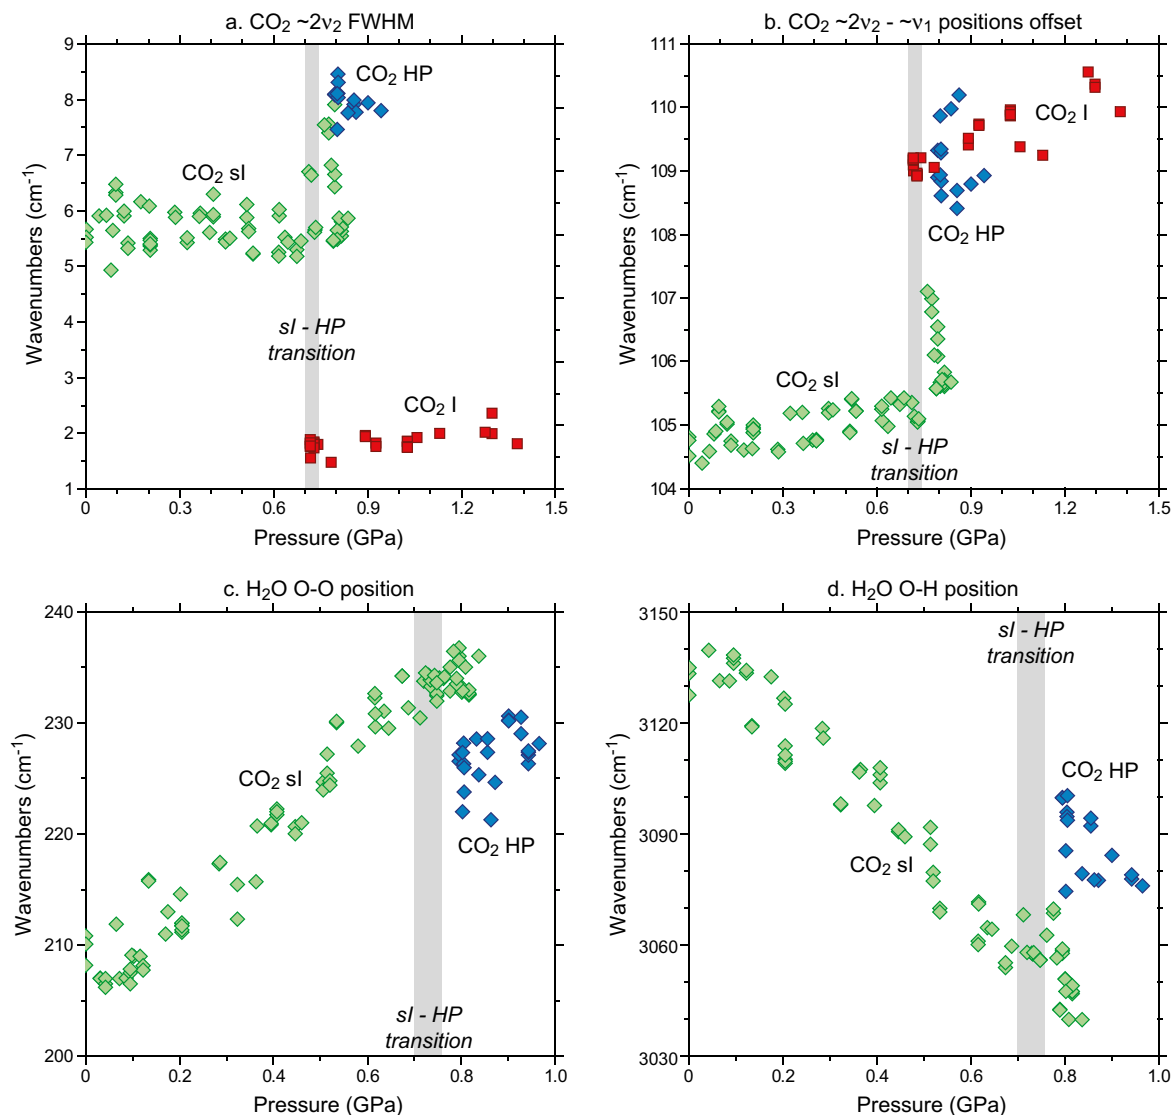 a. CO₂ ~2ν₂ FWHM
Wavenumbers (cm⁻¹)
9
8
7
6
5
4
3
2
1
CO₂ HP
CO₂ sI
sI - HP
transition
CO₂ I
0 0.3 0.6 0.9 1.2 1.5
Pressure (GPa)
b. CO₂ ~2ν₂ - ~ν₁ positions offset
Wavenumbers (cm⁻¹)
111
110
109
108
107
106
105
104
CO₂ I
CO₂ HP
CO₂ sI
sI - HP
transition
0 0.3 0.6 0.9 1.2 1.5
Pressure (GPa)
c. H₂O O-O position
Wavenumbers (cm⁻¹)
240
230
220
210
200
CO₂ sI
CO₂ HP
sI - HP
transition
0 0.2 0.4 0.6 0.8 1.0
Pressure (GPa)
d. H₂O O-H position
Wavenumbers (cm⁻¹)
3150
3120
3090
3060
3030
sI - HP
transition
CO₂ HP
CO₂ sI
0 0.2 0.4 0.6 0.8 1.0
Pressure (GPa)